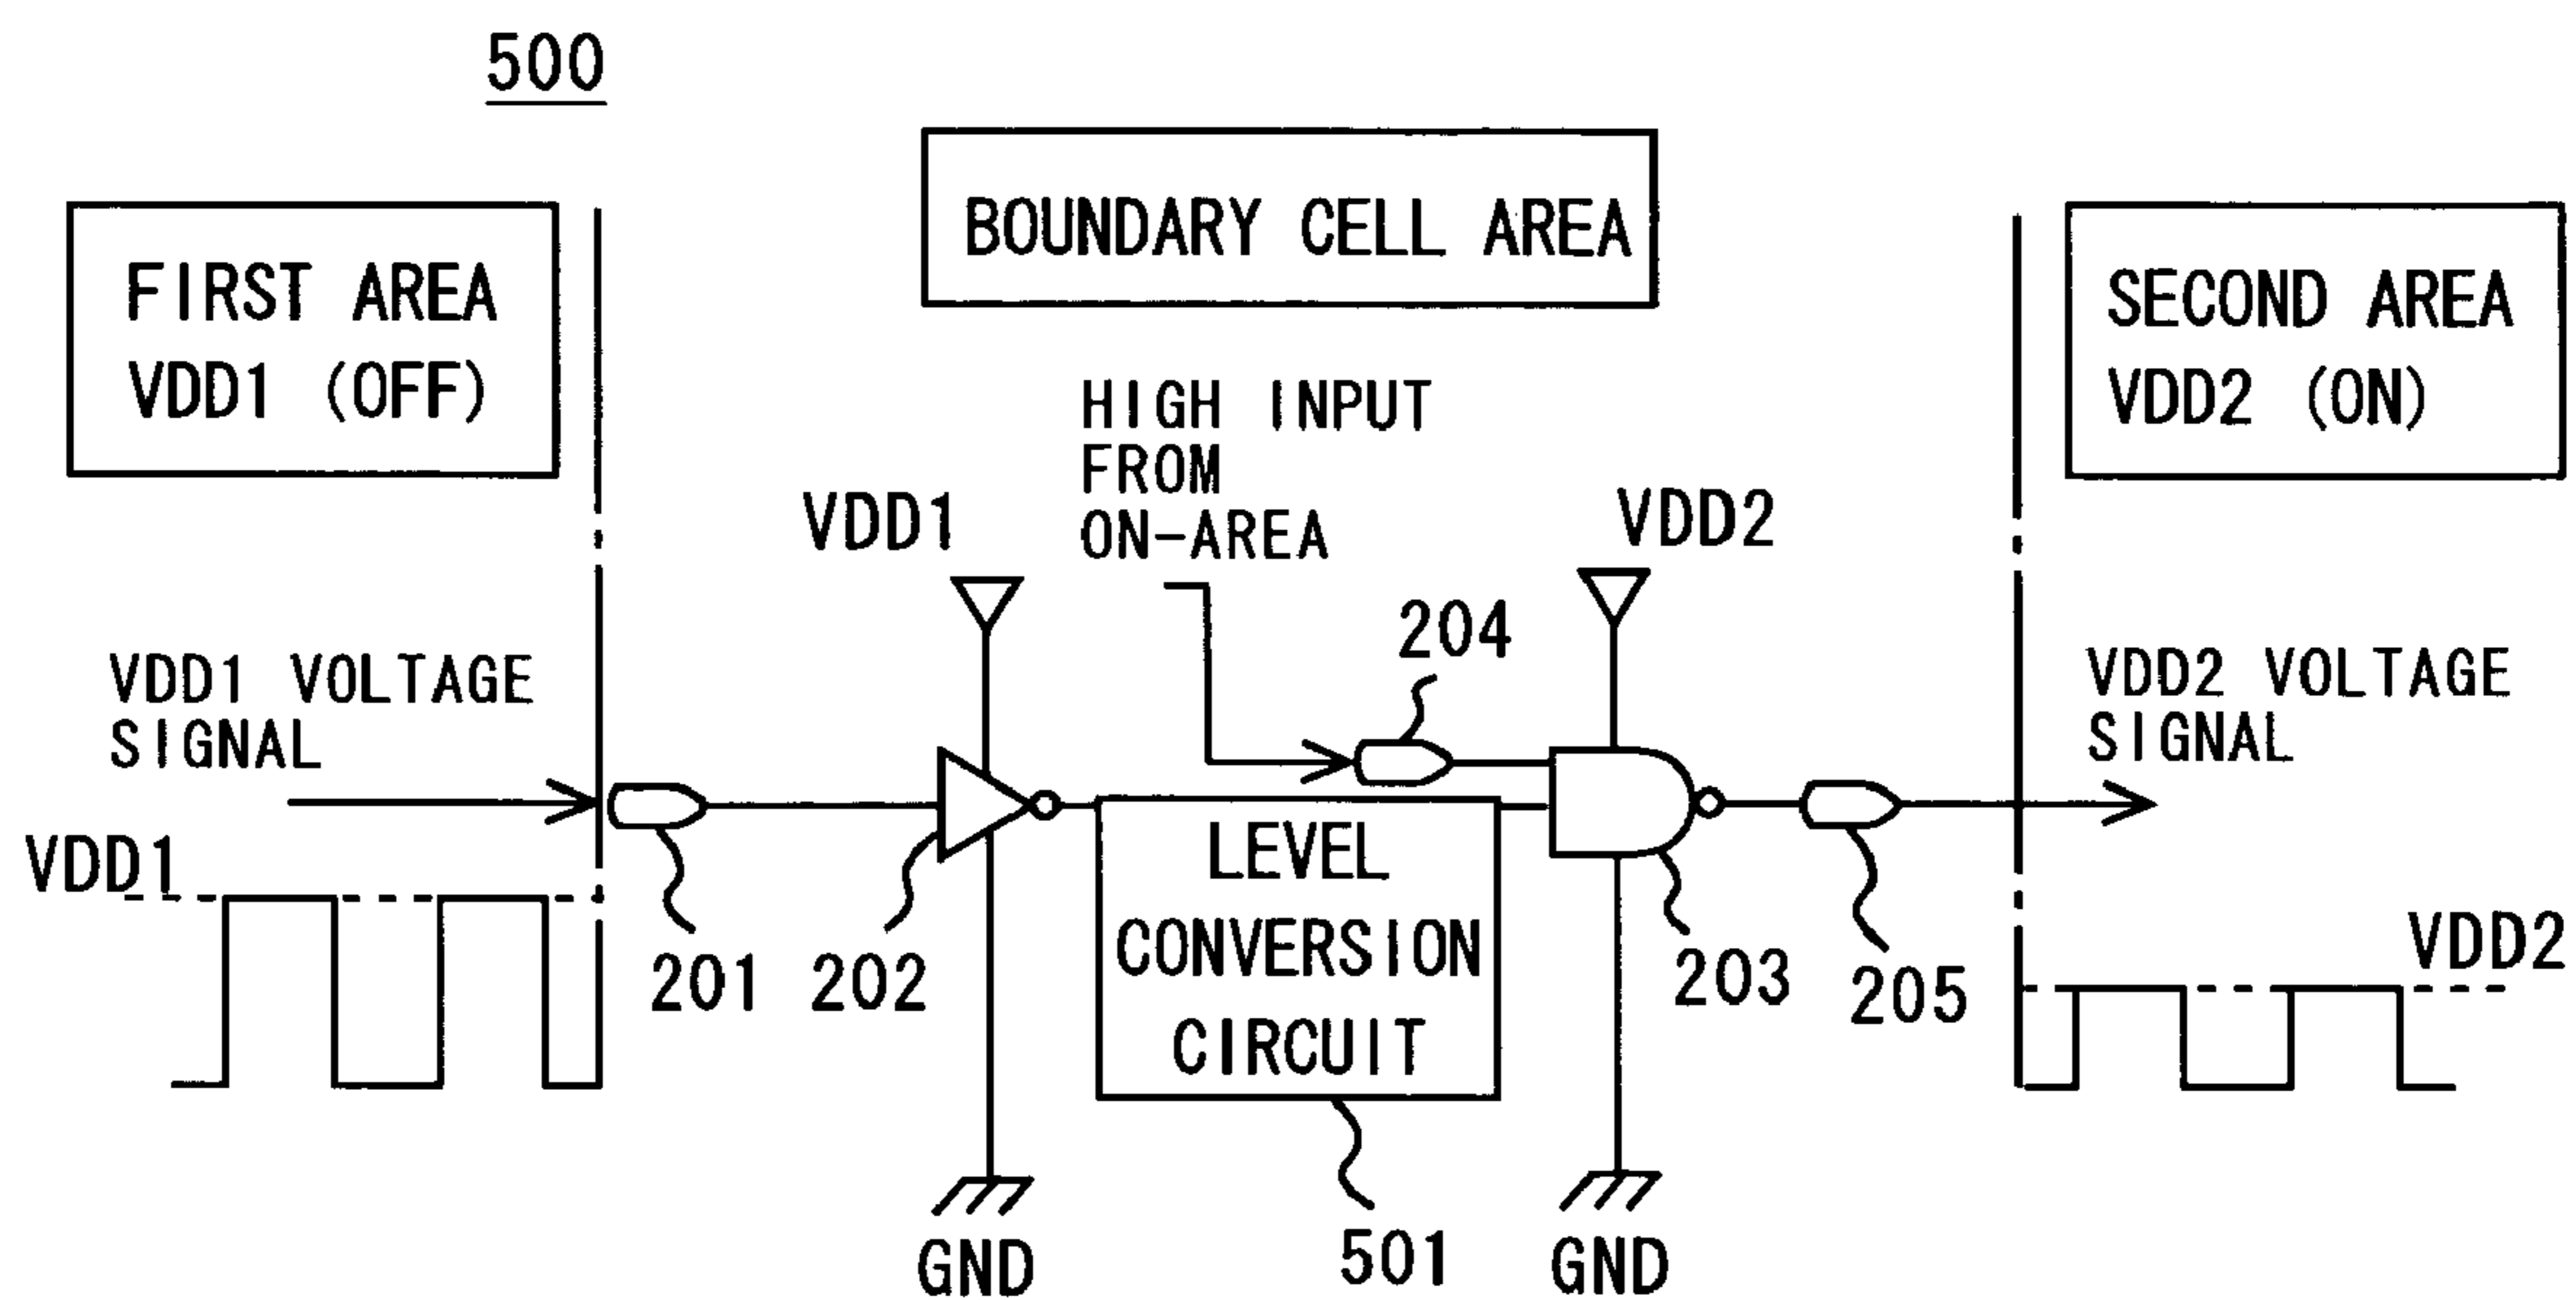 500
BOUNDARY CELL AREA
FIRST AREA
VDD1 (OFF)
SECOND AREA
VDD2 (ON)
HIGH INPUT
FROM
ON-AREA
VDD1
VDD2
204
VDD1 VOLTAGE
SIGNAL
VDD2 VOLTAGE
SIGNAL
VDD1
LEVEL
CONVERSION
CIRCUIT
201
202
203
205
VDD2
501
GND
GND